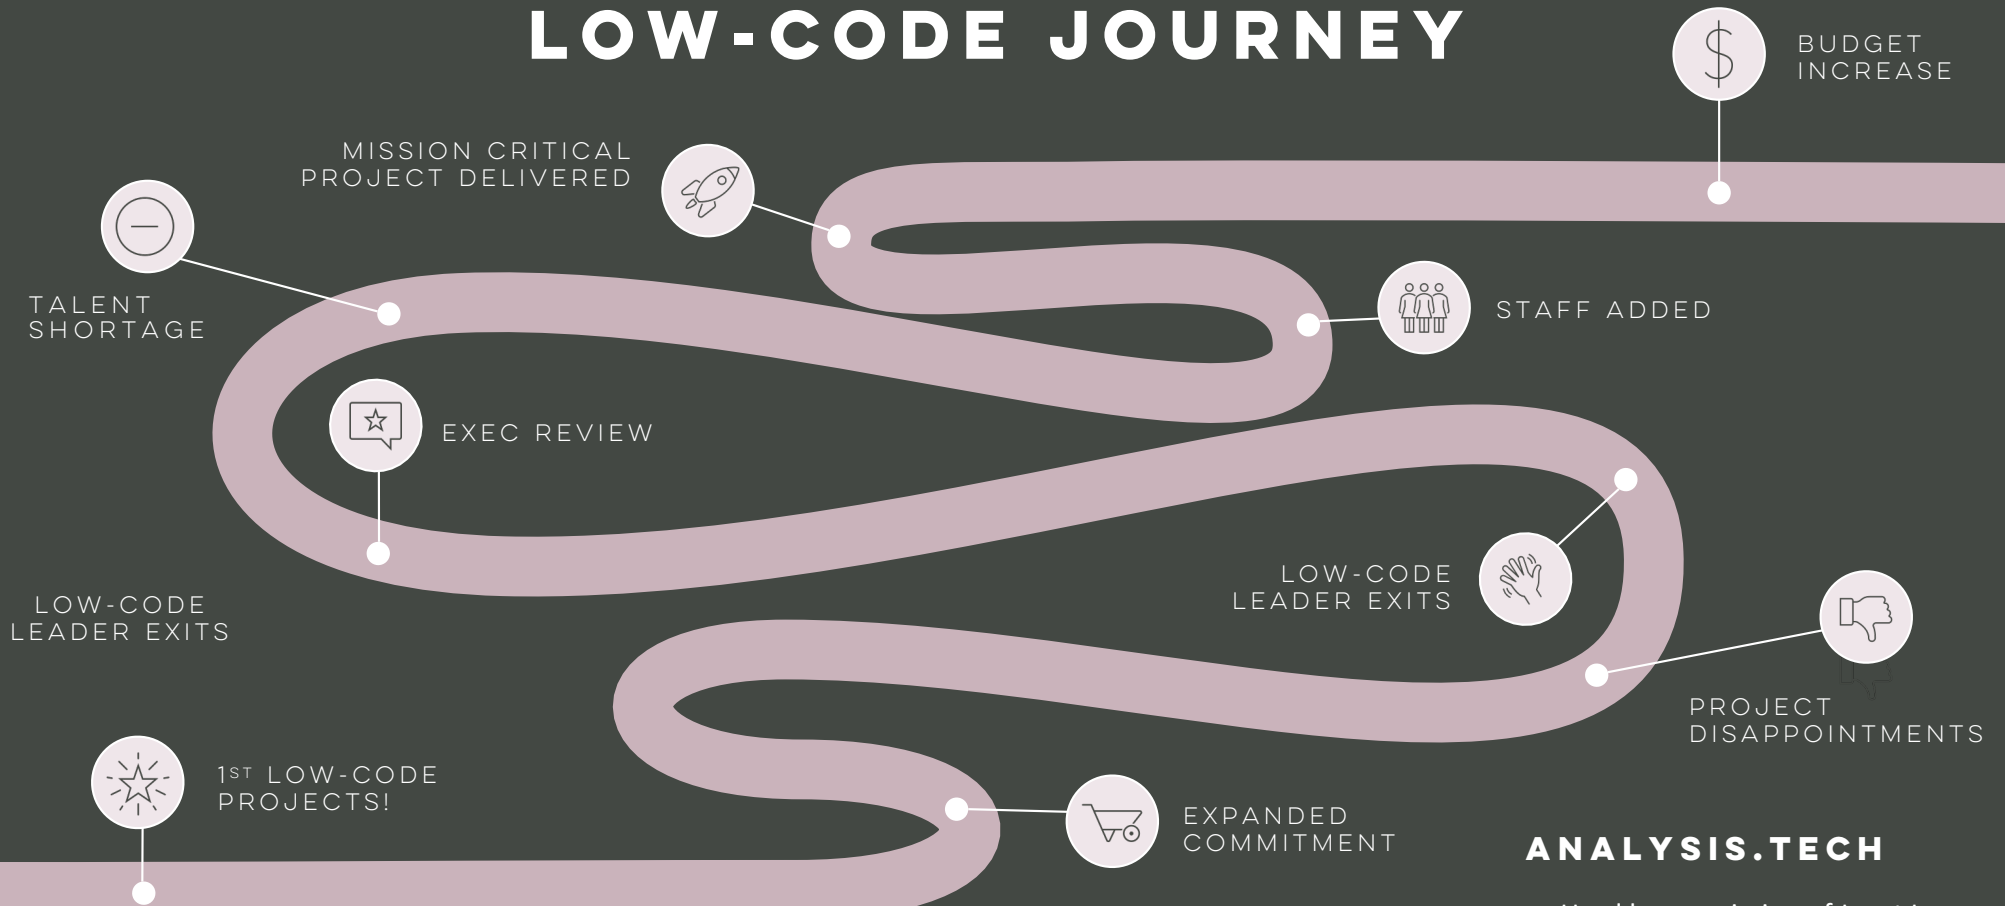 LOW-CODE JOURNEY
BUDGET
INCREASE
MISSION CRITICAL
PROJECT DELIVERED
TALENT
SHORTAGE
STAFF ADDED
EXEC REVIEW
LOW-CODE
LEADER EXITS
LOW-CODE
LEADER EXITS
PROJECT
DISAPPOINTMENTS
1ST LOW-CODE
PROJECTS!
EXPANDED
COMMITMENT
ANALYSIS.TECH